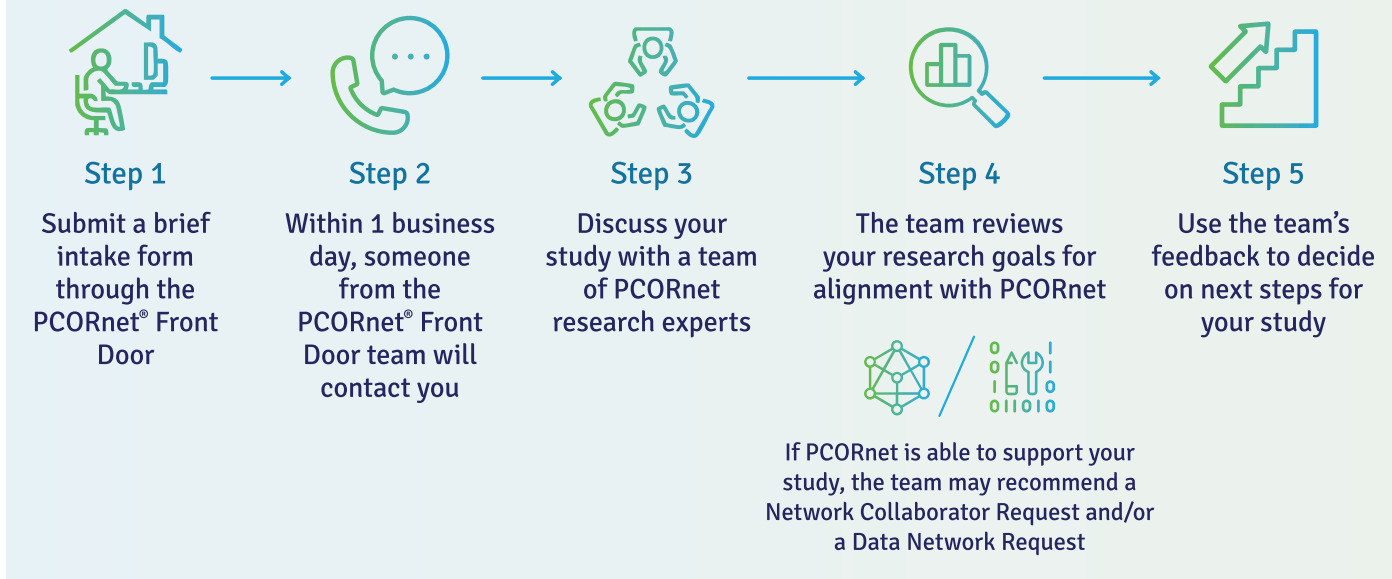 Step 1
Submit a brief
intake form
through the
PCORnet® Front
Door
Step 2
Within 1 business
day, someone
from the
PCORnet® Front
Door team will
contact you
Step 3
Discuss your
study with a team
of PCORnet
research experts
Step 4
The team reviews
your research goals for
alignment with PCORnet
0 I
0 I
I 0
0II0I0
If PCORnet is able to support your
study, the team may recommend a
Network Collaborator Request and/or
a Data Network Request
Step 5
Use the team's
feedback to decide
on next steps for
your study